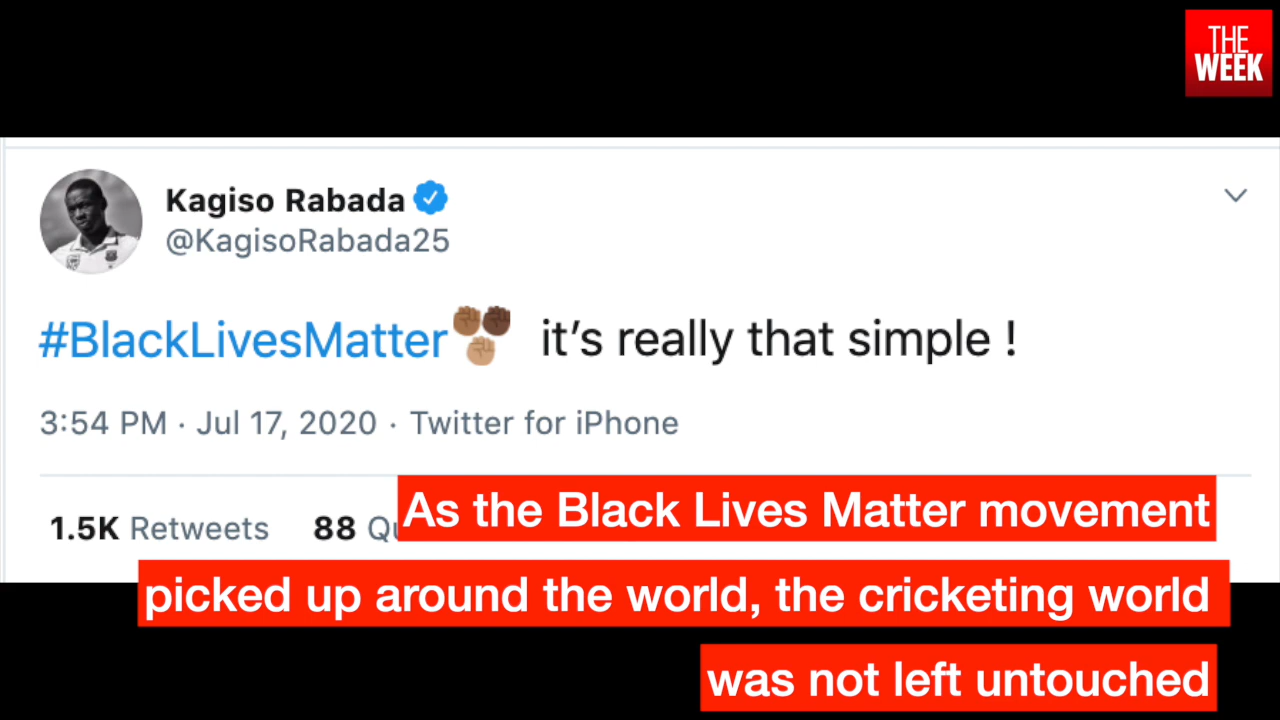 THE
WEEK
Kagiso Rabada
@KagisoRabada25
#BlackLivesMatter✊🏾✊🏿✊🏽 it’s really that simple !
3:54 PM · Jul 17, 2020 · Twitter for iPhone
1.5K Retweets 88
As the Black Lives Matter movement
picked up around the world, the cricketing world
was not left untouched